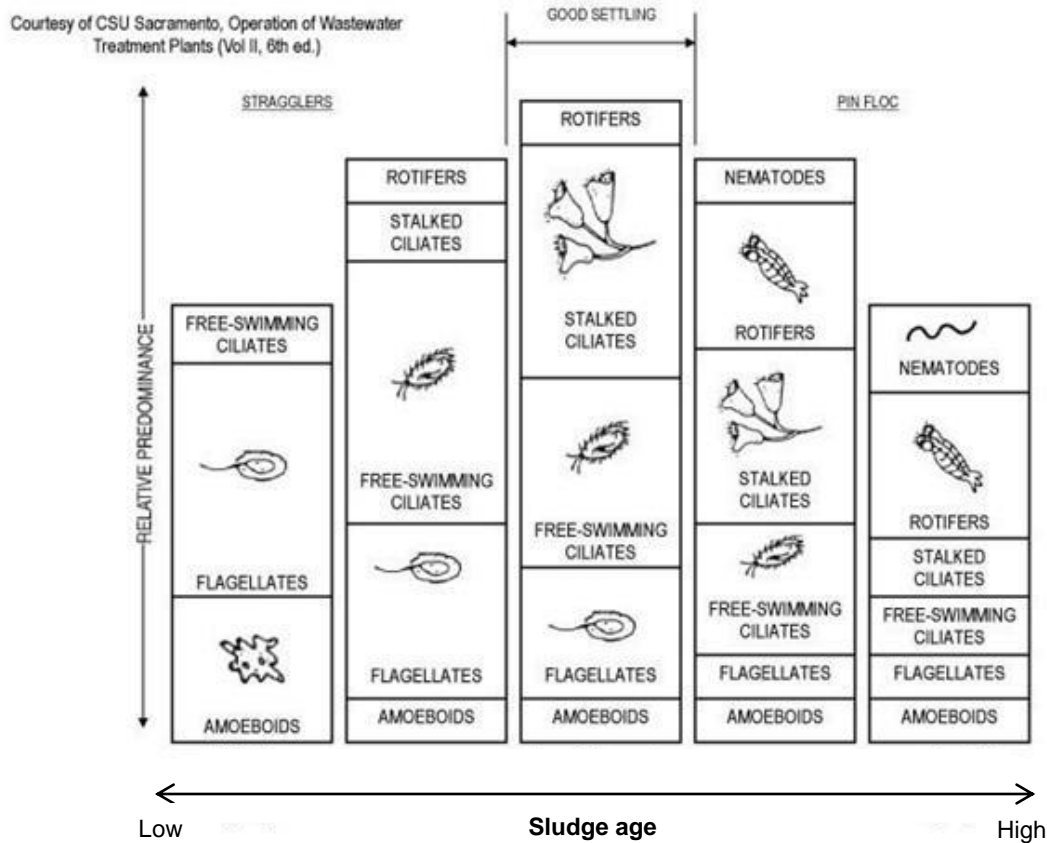 Courtesy of CSU Sacramento, Operation of Wastewater
Treatment Plants (Vol II, 6th ed.)
GOOD SETTLING
STRAGGLERS
PIN FLOC
RELATIVE PREDOMINANCE
FREE-SWIMMING
CILIATES
FLAGELLATES
AMOEBOIDS
ROTIFERS
STALKED
CILIATES
FREE-SWIMMING
CILIATES
FLAGELLATES
AMOEBOIDS
ROTIFERS
STALKED
CILIATES
FREE-SWIMMING
CILIATES
FLAGELLATES
AMOEBOIDS
NEMATODES
ROTIFERS
STALKED
CILIATES
FREE-SWIMMING
CILIATES
FLAGELLATES
AMOEBOIDS
NEMATODES
ROTIFERS
STALKED
CILIATES
FREE-SWIMMING
CILIATES
FLAGELLATES
AMOEBOIDS
Low
Sludge age
High